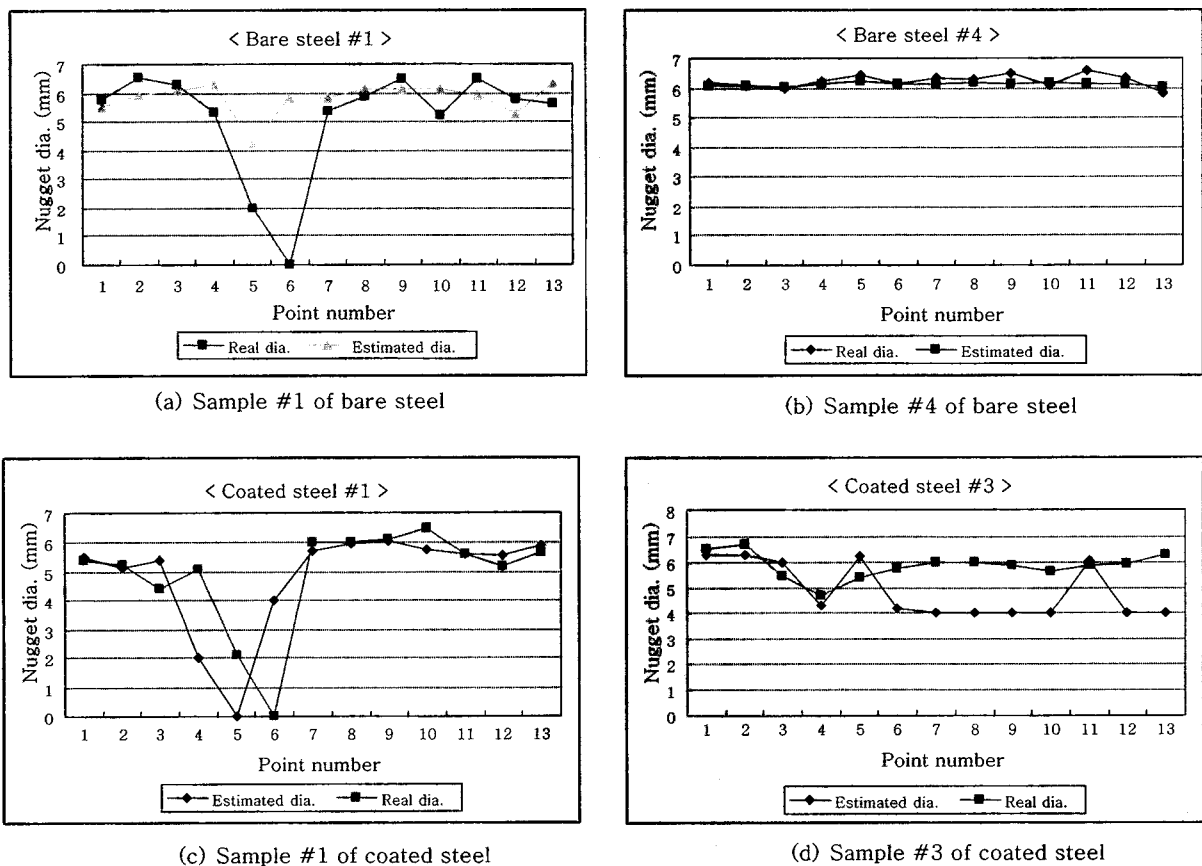 < Bare steel #1 >
Nugget dia. (mm)
7
6
5
4
3
2
1
0
1 2 3 4 5 6 7 8 9 10 11 12 13
Point number
Real dia. Estimated dia.
(a) Sample #1 of bare steel
< Bare steel #4 >
Nugget dia. (mm)
7
6
5
4
3
2
1
0
1 2 3 4 5 6 7 8 9 10 11 12 13
Point number
Real dia. Estimated dia.
(b) Sample #4 of bare steel
< Coated steel #1 >
Nugget dia. (mm)
7
6
5
4
3
2
1
0
1 2 3 4 5 6 7 8 9 10 11 12 13
Point number
Estimated dia. Real dia.
(c) Sample #1 of coated steel
< Coated steel #3 >
Nugget dia. (mm)
8
7
6
5
4
3
2
1
0
1 2 3 4 5 6 7 8 9 10 11 12 13
Point number
Estimated dia. Real dia.
(d) Sample #3 of coated steel